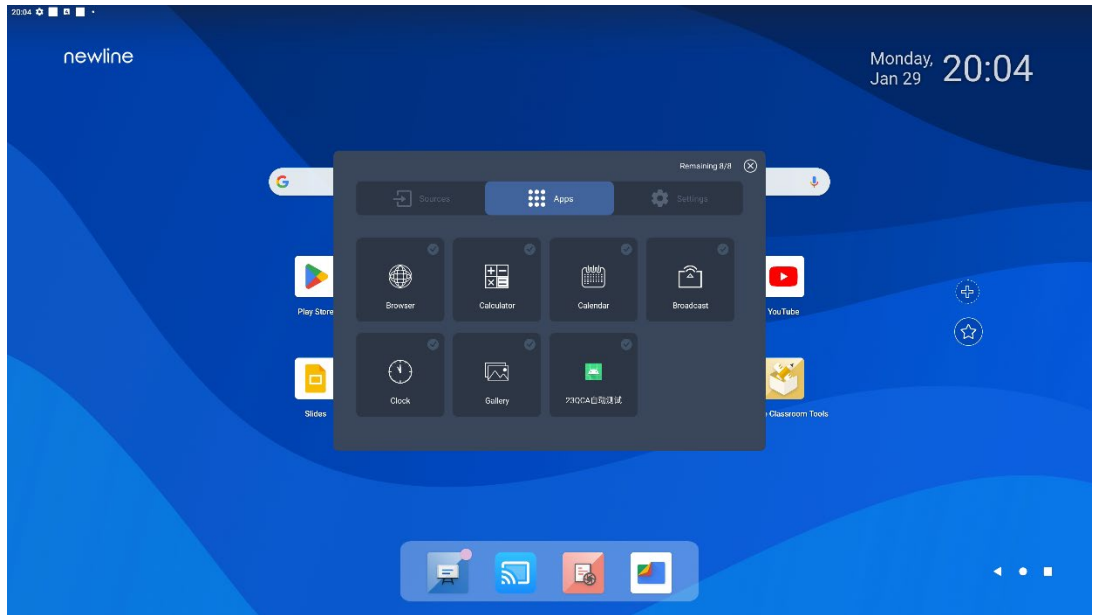 20:04
newline
Monday,
Jan 29
20:04
Remaining 8/8
Sources
Apps
Settings
Browser
Calculator
Calendar
Broadcast
Play Store
YouTube
Clock
Gallery
23QCA自瑞测试
Slides
Classroom Tools